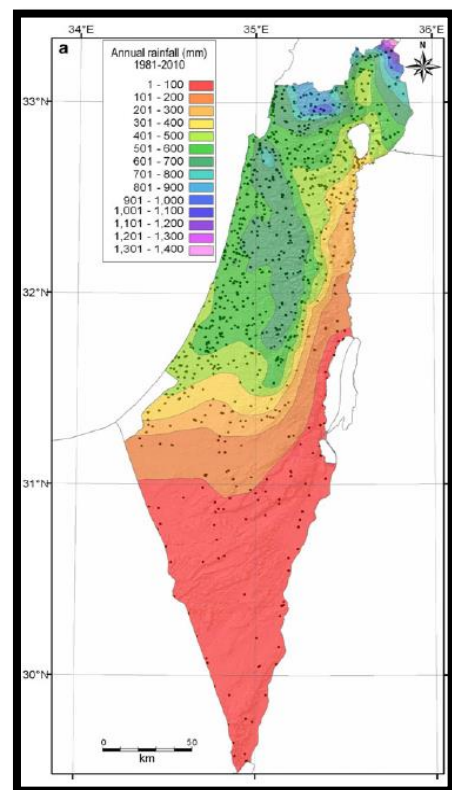 34°E
35°E
36°E
a
Annual rainfall (mm)
1981-2010
1 - 100
101 - 200
201 - 300
301 - 400
401 - 500
501 - 600
601 - 700
701 - 800
801 - 900
901 - 1,000
1,001 - 1,100
1,101 - 1,200
1,201 - 1,300
1,301 - 1,400
N
33°N
32°N
31°N
30°N
0 50
km